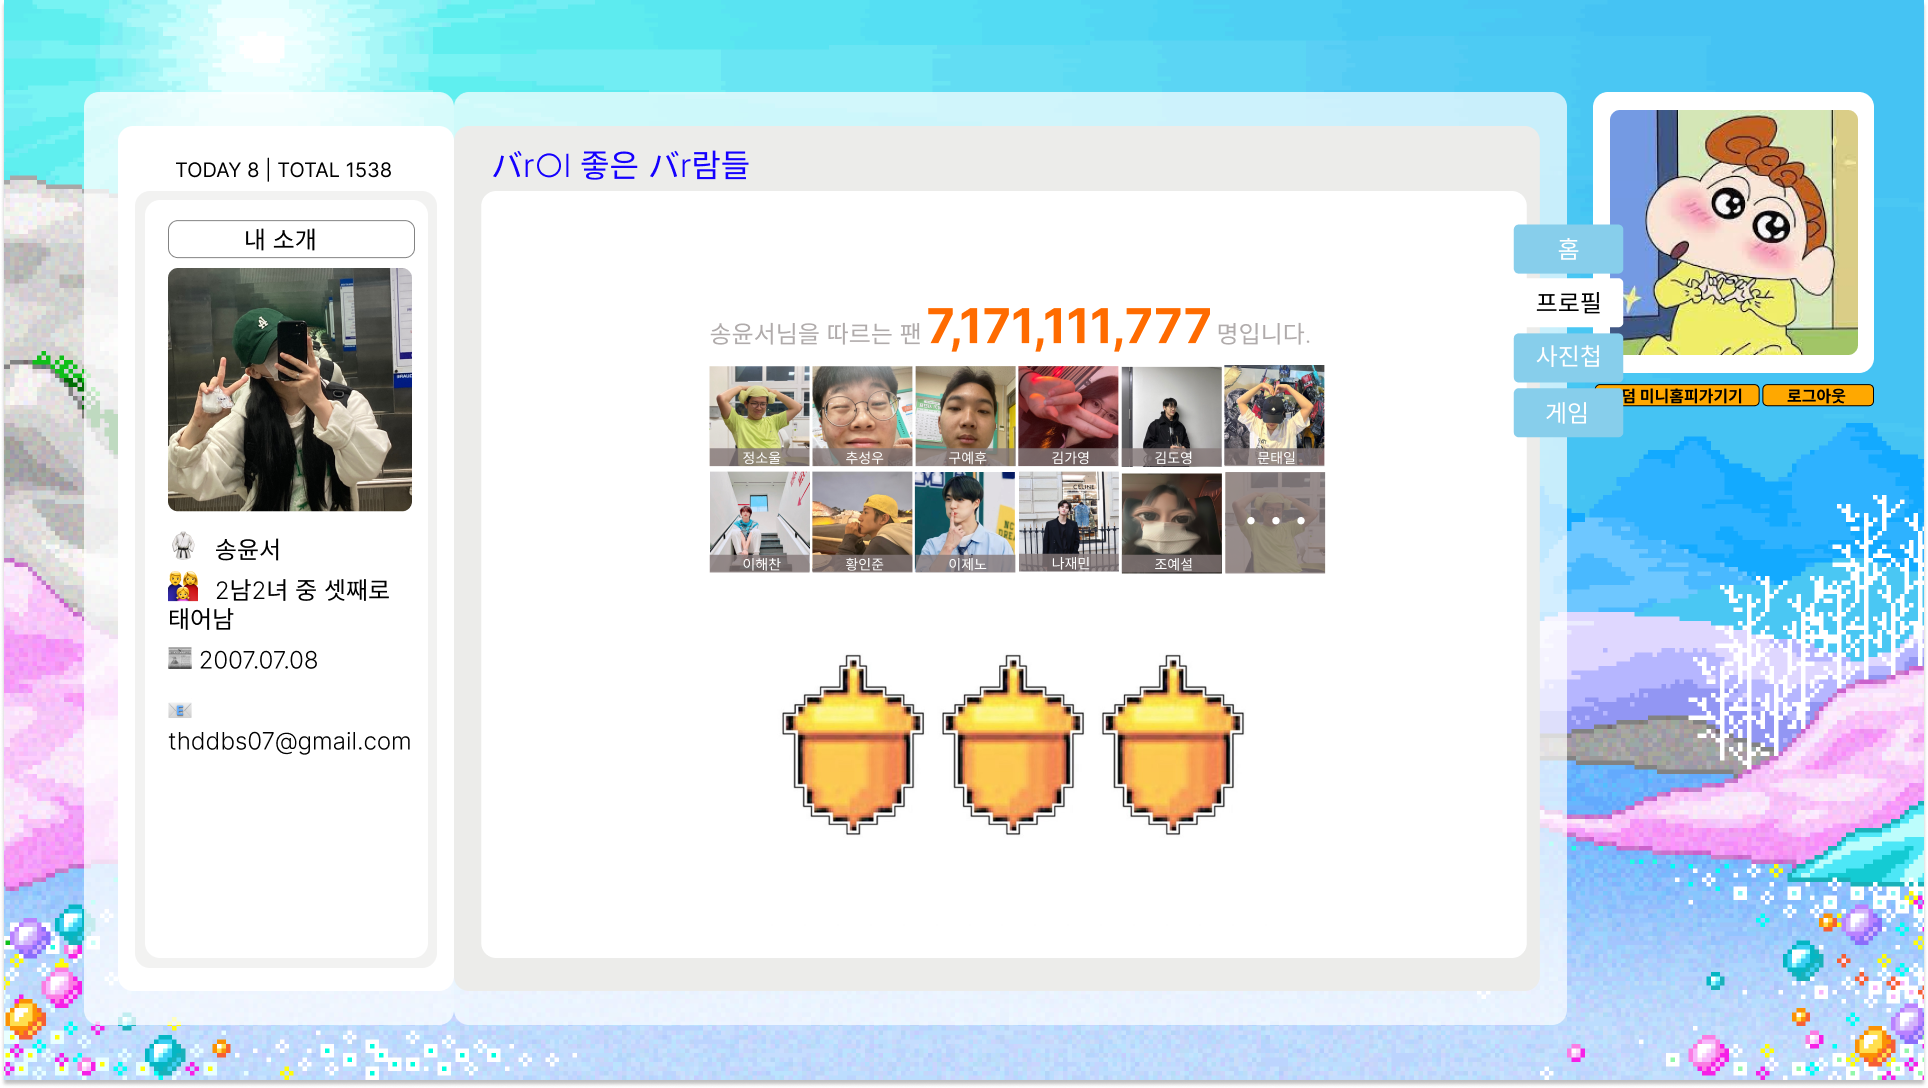 TODAY 8 | TOTAL 1538
내 소개
송윤서
2남2녀 중 셋째로
태어남
2007.07.08
thddbs07@gmail.com
バrOl 좋은 バr람들
송윤서님을 따르는 팬 7,171,111,777 명입니다.
정소울 추성우 구예후 김가영 김도영 문태일
이해찬 황인준 이제노 나재민 조예설
홈
프로필
사진첩
게임
덤 미니홈피가기기 로그아웃